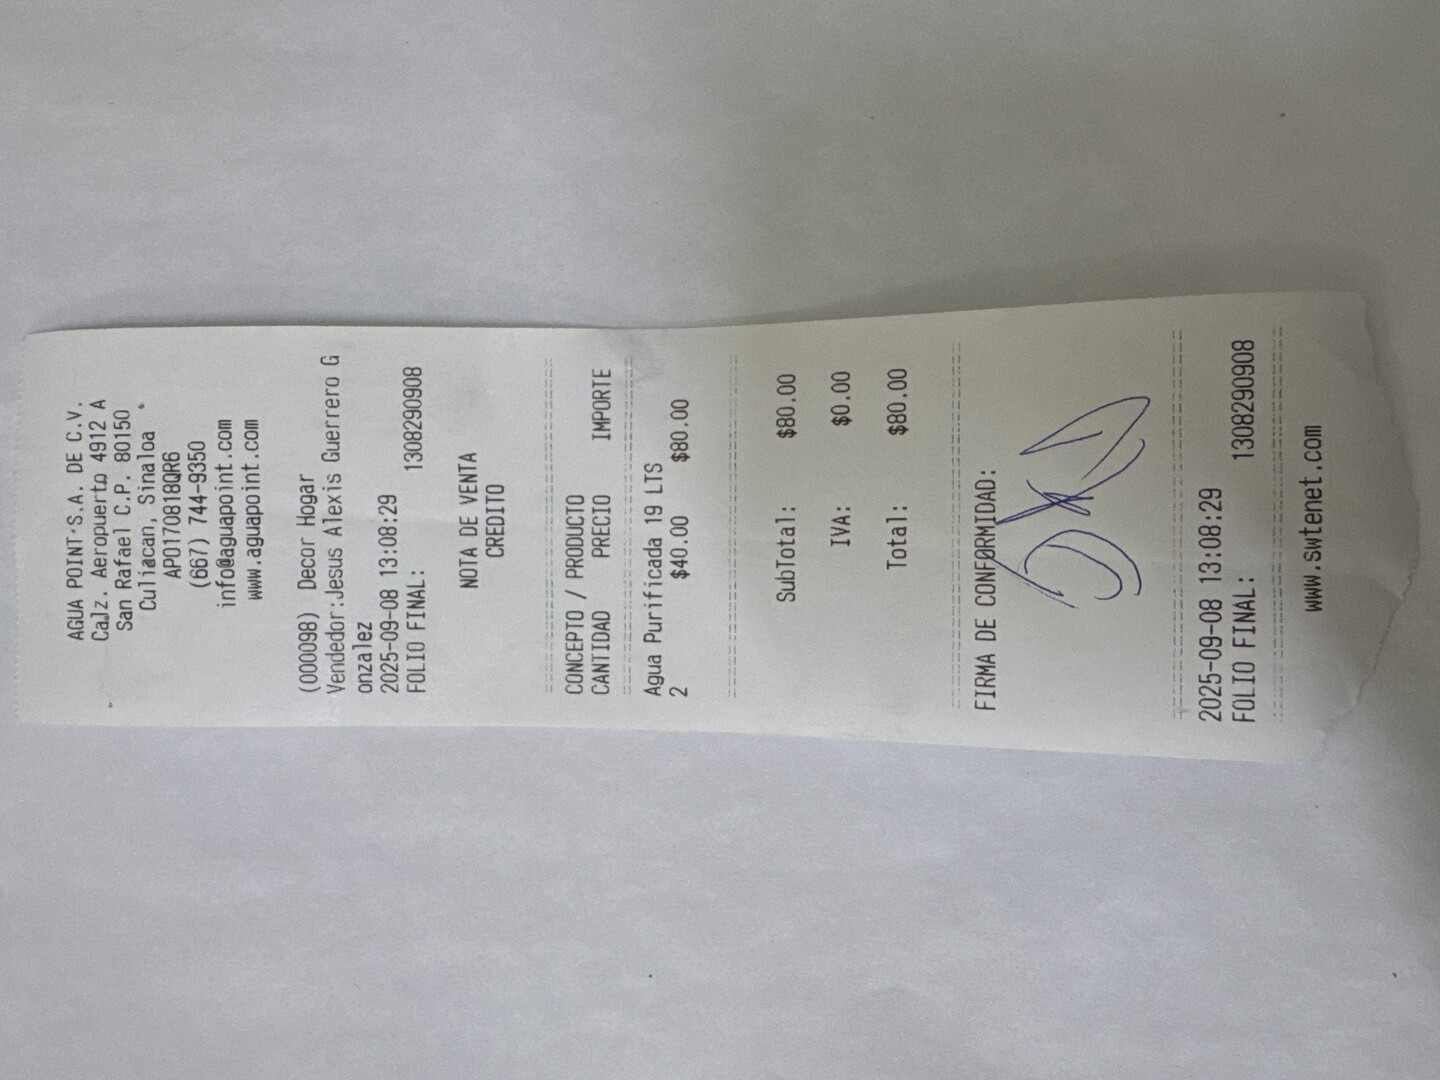 AGUA POINT S.A. DE C.V.
Calz. Aeropuerto 4912 A
San Rafael C.P. 80150
Culiacan, Sinaloa
APO170818QR6
(667) 744-9350
info@aguapoint.com
www.aguapoint.com
(000098) Decor Hogar
Vendedor:Jesus Alexis Guerrero G
onzalez
2025-09-08 13:08:29
FOLIO FINAL: 1308290908
NOTA DE VENTA
CREDITO
CONCEPTO / PRODUCTO
CANTIDAD PRECIO IMPORTE
Agua Purificada 19 LTS
2 $40.00 $80.00
SubTotal: $80.00
IVA: $0.00
Total: $80.00
FIRMA DE CONFORMIDAD:
2025-09-08 13:08:29
FOLIO FINAL: 1308290908
www.swtenet.com